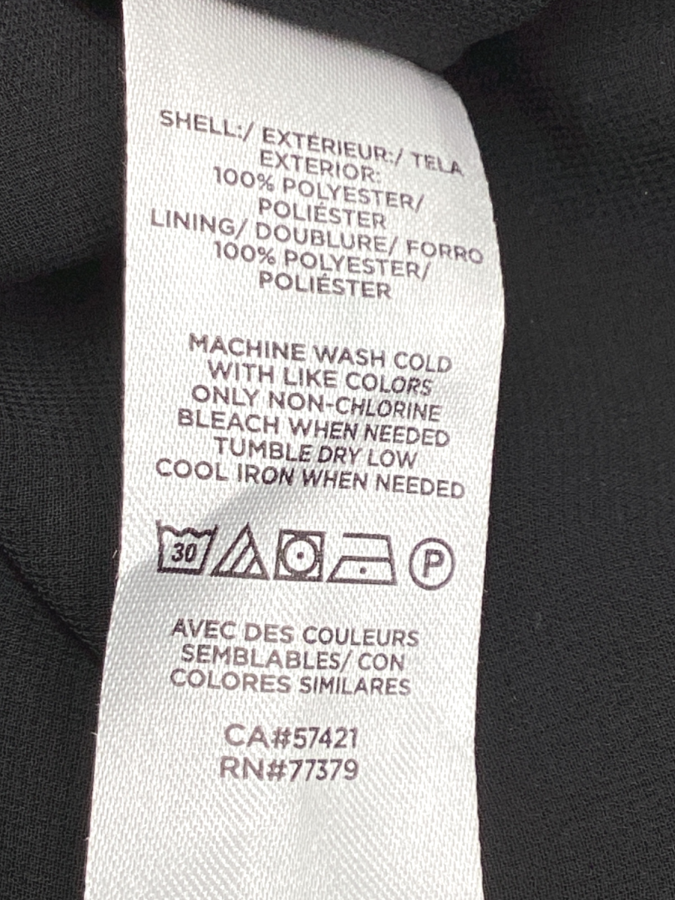 SHELL:/ EXTÉRIEUR:/ TELA
EXTERIOR:
100% POLYESTER/
POLIÉSTER
LINING/ DOUBLURE/ FORRO
100% POLYESTER/
POLIÉSTER
MACHINE WASH COLD
WITH LIKE COLORS
ONLY NON-CHLORINE
BLEACH WHEN NEEDED
TUMBLE DRY LOW
COOL IRON WHEN NEEDED
30 P
AVEC DES COULEURS
SEMBLABLES/ CON
COLORES SIMILARES
CA#57421
RN#77379